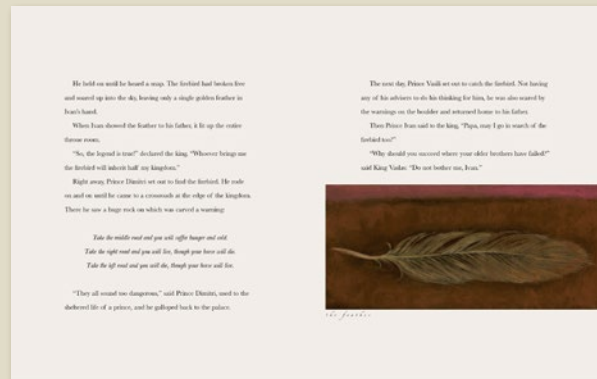 He held on until he heard a snap. The firebird had broken free
and soared up into the sky, leaving only a single golden feather in
Ivan's hand.
When Ivan showed the feather to his father, it lit up the entire
throne room.
"So, the legend is true!" declared the king. "Whoever brings me
the firebird will inherit half my kingdom."
Right away, Prince Dimitri set out to find the firebird. He rode
on and on until he came to a crossroads at the edge of the kingdom.
There he saw a huge rock on which was carved a warning:
Take the middle road and you will suffer hunger and cold.
Take the right road and you will live, though your horse will die.
Take the left road and you will die, though your horse will live.
"They all sound too dangerous," said Prince Dimitri, used to the
sheltered life of a prince, and he galloped back to the palace.
The next day, Prince Vasili set out to catch the firebird. Not having
any of his advisers to do his thinking for him, he was also scared by
the warnings on the boulder and returned home to his father.
Then Prince Ivan said to the king, "Papa, may I go in search of the
firebird too?"
"Why should you succeed where your older brothers have failed?"
said King Vaslav. "Do not bother me, Ivan."
the feather